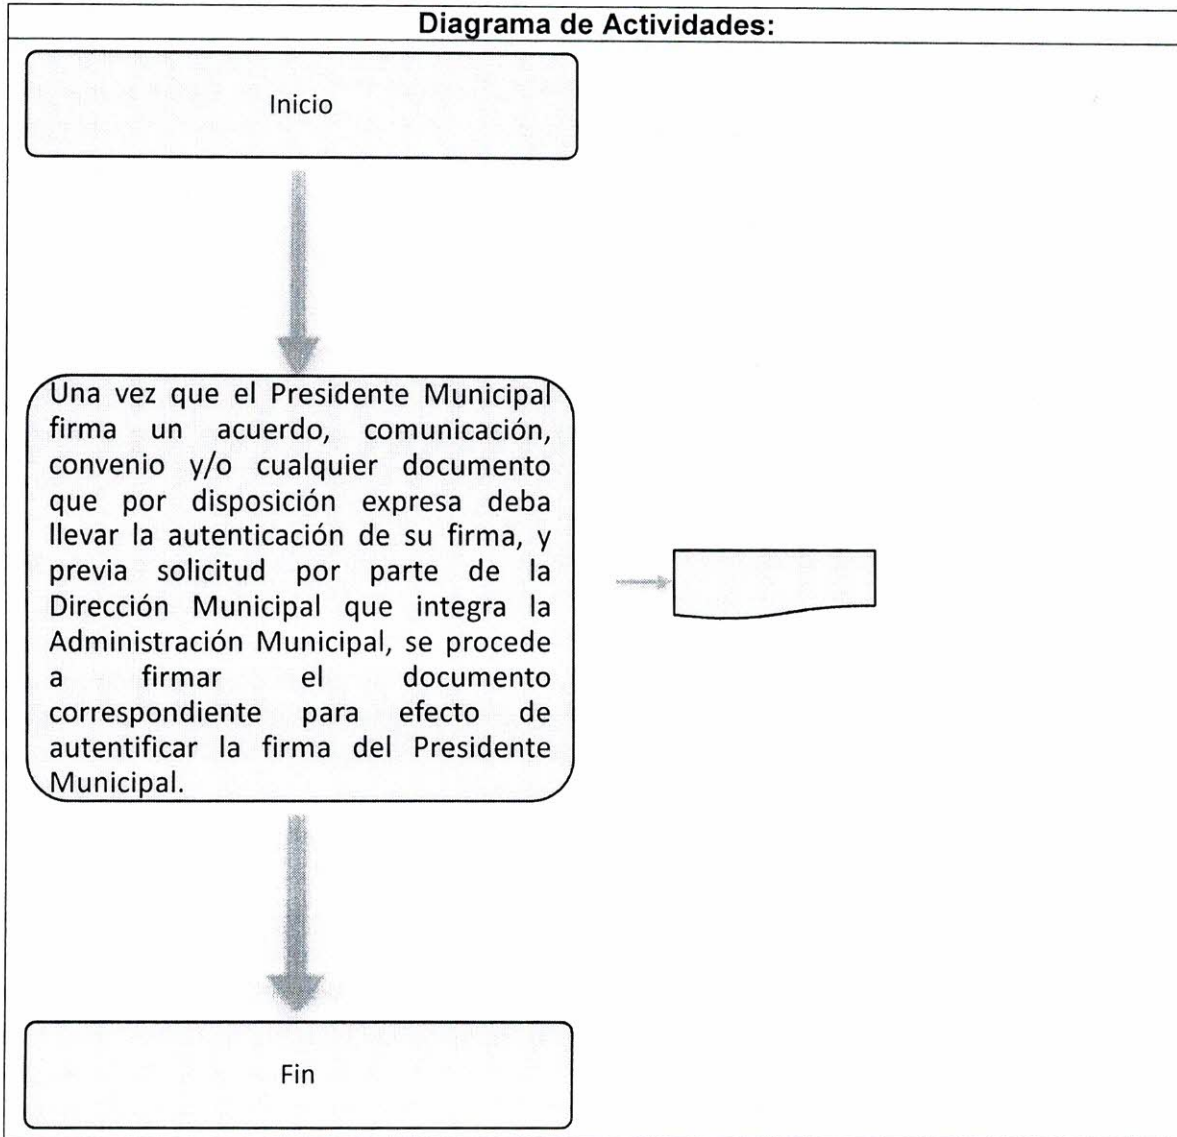 Diagrama de Actividades:
Inicio
Una vez que el Presidente Municipal
firma un acuerdo, comunicación,
convenio y/o cualquier documento
que por disposición expresa deba
llevar la autenticación de su firma, y
previa solicitud por parte de la
Dirección Municipal que integra la
Administración Municipal, se procede
a firmar el documento
correspondiente para efecto de
autentificar la firma del Presidente
Municipal.
Fin